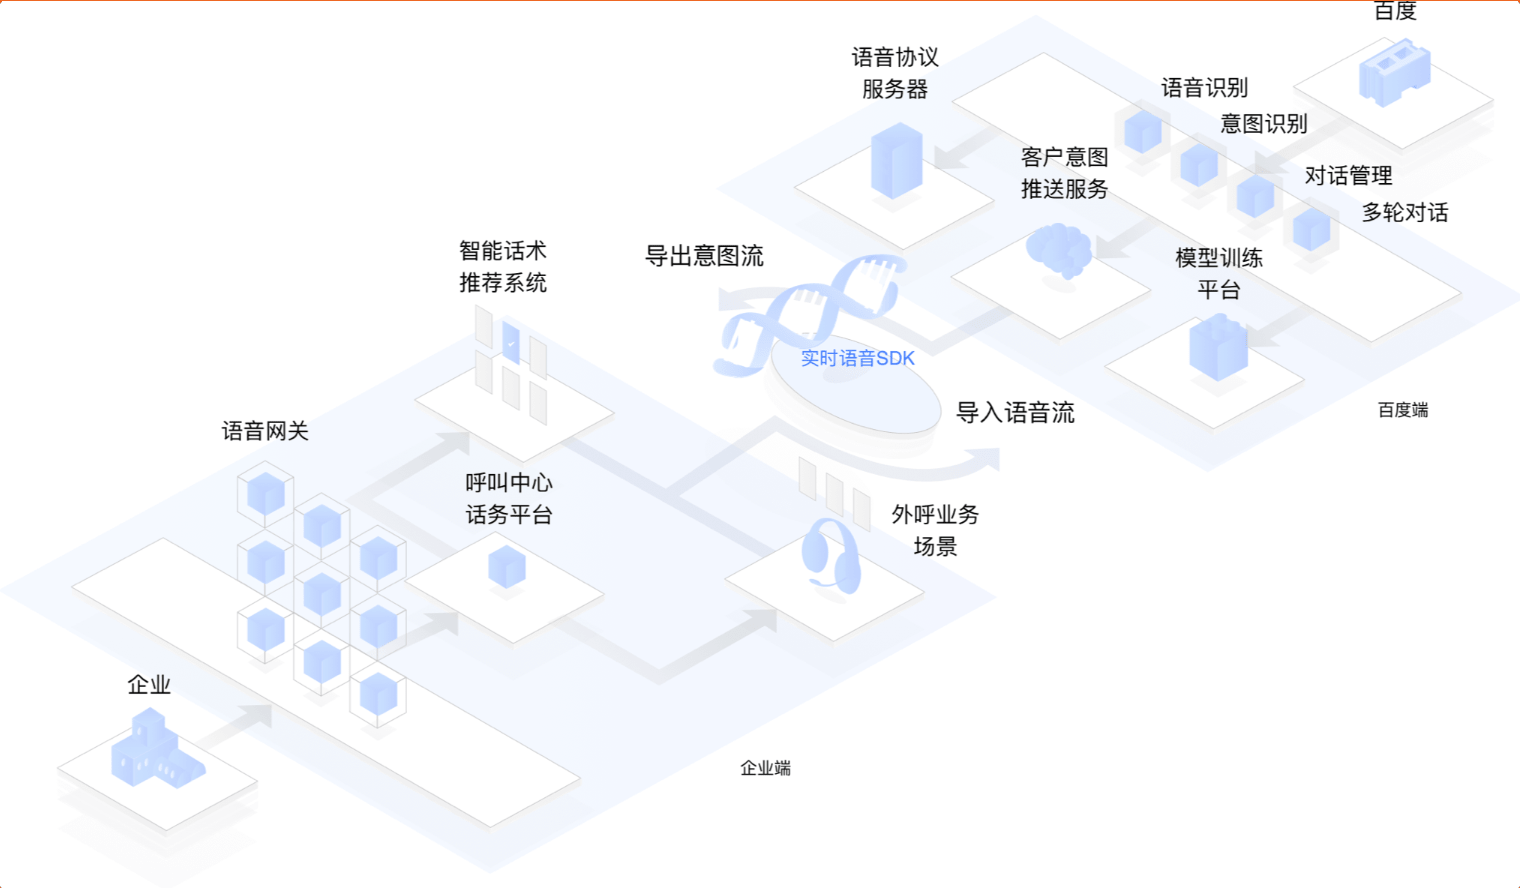 百度
语音协议
服务器
语音识别
意图识别
客户意图
推送服务
对话管理
多轮对话
智能话术
推荐系统
导出意图流
模型训练
平台
实时语音SDK
导入语音流
百度端
语音网关
呼叫中心
话务平台
外呼业务
场景
企业
企业端